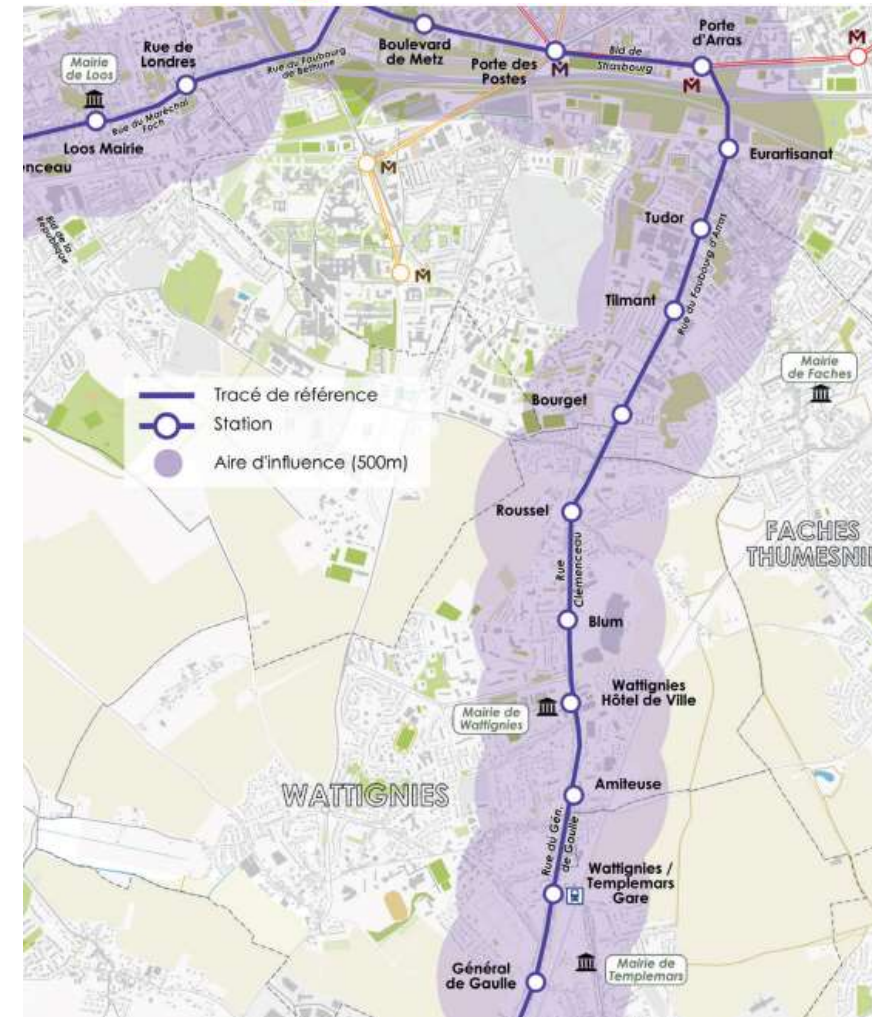 Mairie
de Loos
Rue de
Londres
Rue du Faubourg
de Béthune
Boulevard
de Metz
Porte des
Postes
Bld de
Strasbourg
Porte
d'Arras
M
M
M
Rue du Maréchal
Foch
Loos Mairie
enceau
Eurartisanat
M
Bld de la
République
Tudor
Rue du Faubourg d'Arras
M
Tilmant
Mairie
de Faches
Tracé de référence
Station
Aire d'influence (500m)
Bourget
Roussel
FACHES
THUMESNI
Rue
Clémenceau
Blum
Wattignies
Hôtel de Ville
Mairie de
Wattignies
WATTIGNIES
Amiteuse
Rue du Gén.
de Gaulle
Wattignies /
Templemars
Gare
Général
de Gaulle
Mairie de
Templemars